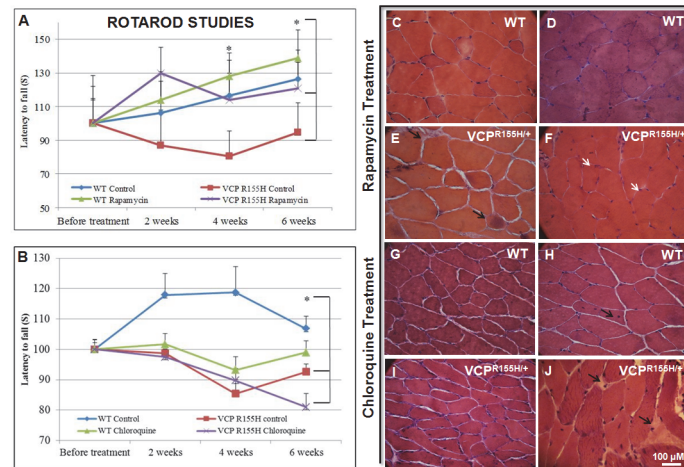 A
ROTAROD STUDIES
150
130
110
90
70
50
Latency to fall (S)
*
*
WT Control
VCP R155H Control
WT Rapamycin
VCP R155H Rapamycin
Before treatment
2 weeks
4 weeks
6 weeks
B
130
120
110
100
90
80
70
Latency to fall (S)
*
WT Control
VCP R155H control
WT Chloroquine
VCP R155H Chloroquine
Before treatment
2 weeks
4 weeks
6 weeks
Rapamycin Treatment
C
WT
D
WT
E
VCPR155H/+
F
VCPR155H/+
Chloroquine Treatment
G
WT
H
WT
I
VCPR155H/+
J
VCPR155H/+
100 µM